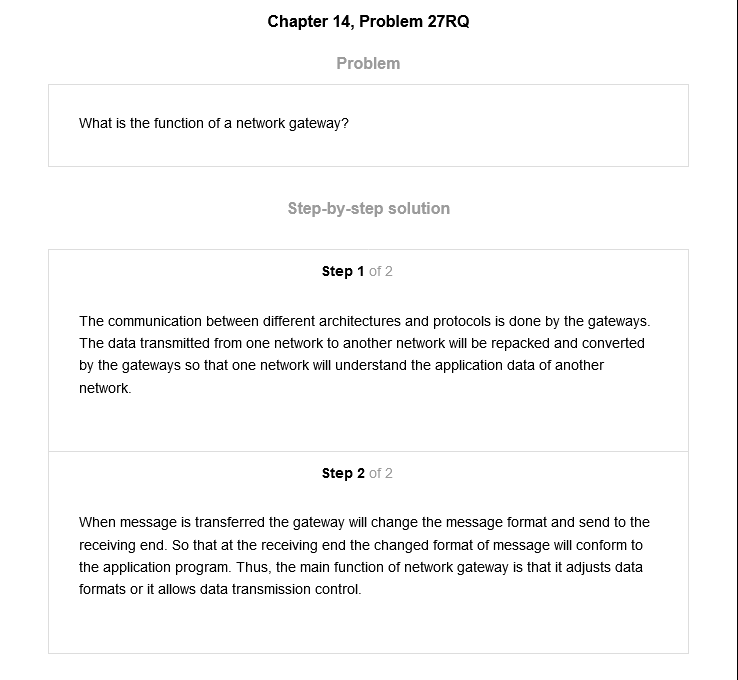 Chapter 14, Problem 27RQ
Problem
What is the function of a network gateway?
Step-by-step solution
Step 1 of 2
The communication between different architectures and protocols is done by the gateways.
The data transmitted from one network to another network will be repacked and converted
by the gateways so that one network will understand the application data of another
network.
Step 2 of 2
When message is transferred the gateway will change the message format and send to the
receiving end. So that at the receiving end the changed format of message will conform to
the application program. Thus, the main function of network gateway is that it adjusts data
formats or it allows data transmission control.